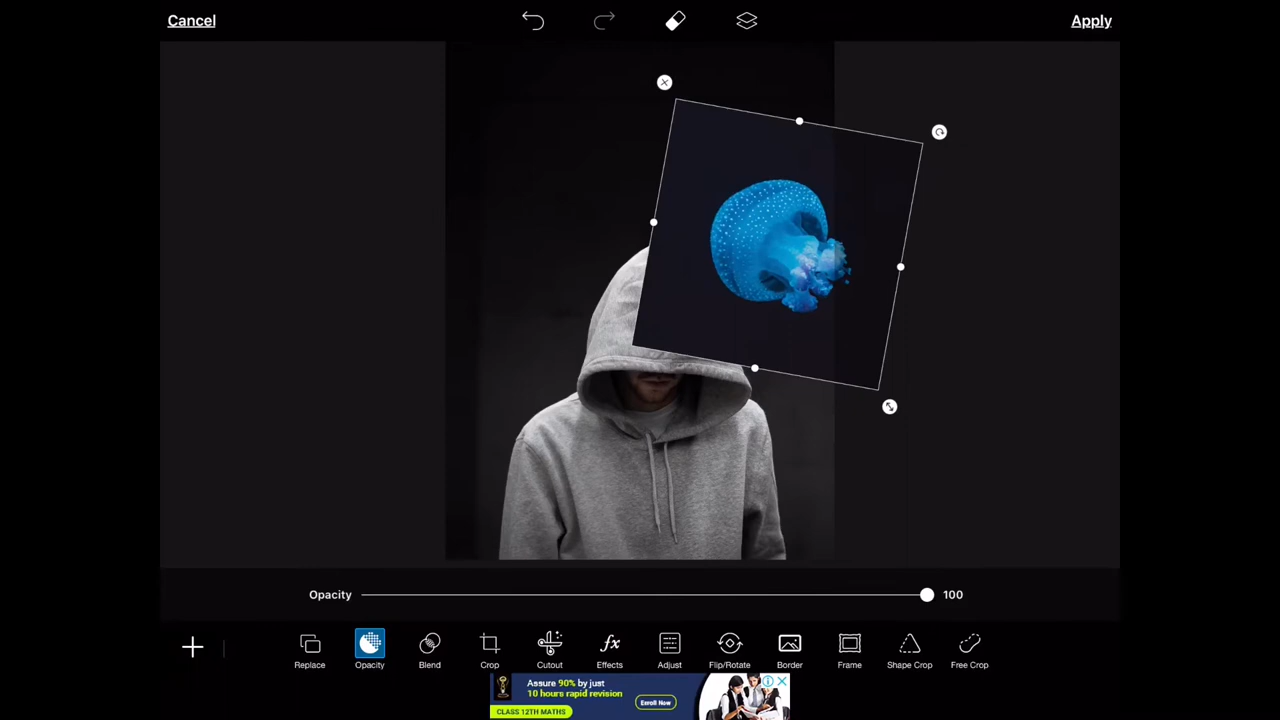 Cancel
Apply
Opacity
100
Replace
Opacity
Blend
Crop
Cutout
fx
Effects
Adjust
Flip/Rotate
Border
Frame
Shape Crop
Free Crop
Assure 90% by just
10 hours rapid revision
CLASS 12TH MATHS
Enroll Now